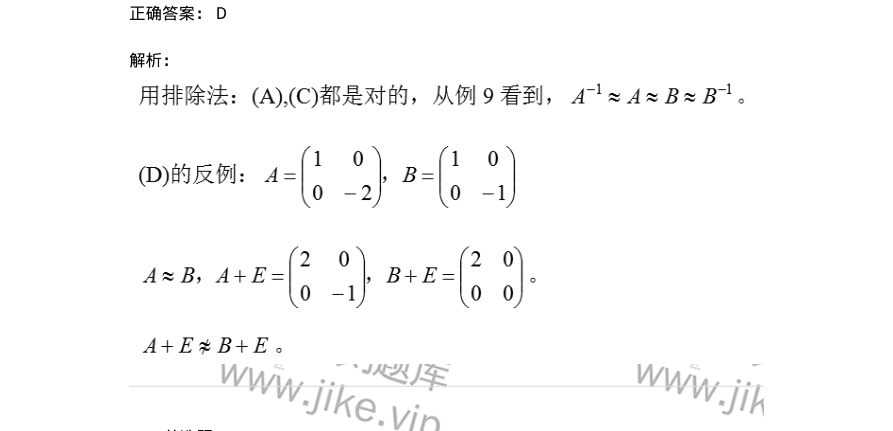 正确答案： D
解析：
用排除法：(A),(C)都是对的，从例 9 看到，A⁻¹ ≈ A ≈ B ≈ B⁻¹ 。
(D)的反例： A = (1 0; 0 −2)， B = (1 0; 0 −1)
A ≈ B，A + E = (2 0; 0 −1)， B + E = (2 0; 0 0) 。
A + E ≉ B + E 。
题库
www.jike.vip
www.jik